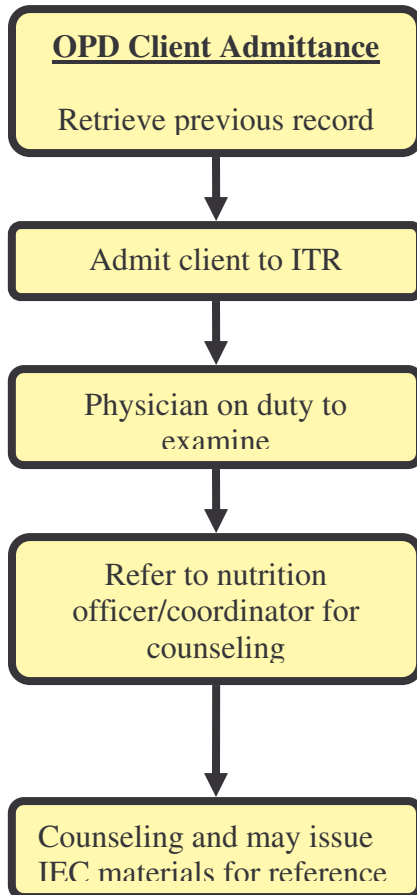 OPD Client Admittance
Retrieve previous record
Admit client to ITR
Physician on duty to
examine
Refer to nutrition
officer/coordinator for
counseling
Counseling and may issue
IEC materials for reference